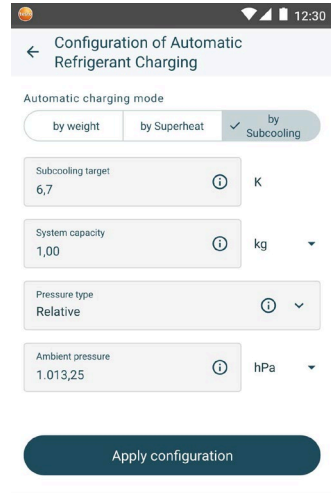 12:30
Configuration of Automatic
Refrigerant Charging
Automatic charging mode
by weight
by Superheat
by
Subcooling
Subcooling target
6,7
K
System capacity
1,00
kg
Pressure type
Relative
Ambient pressure
1.013,25
hPa
Apply configuration